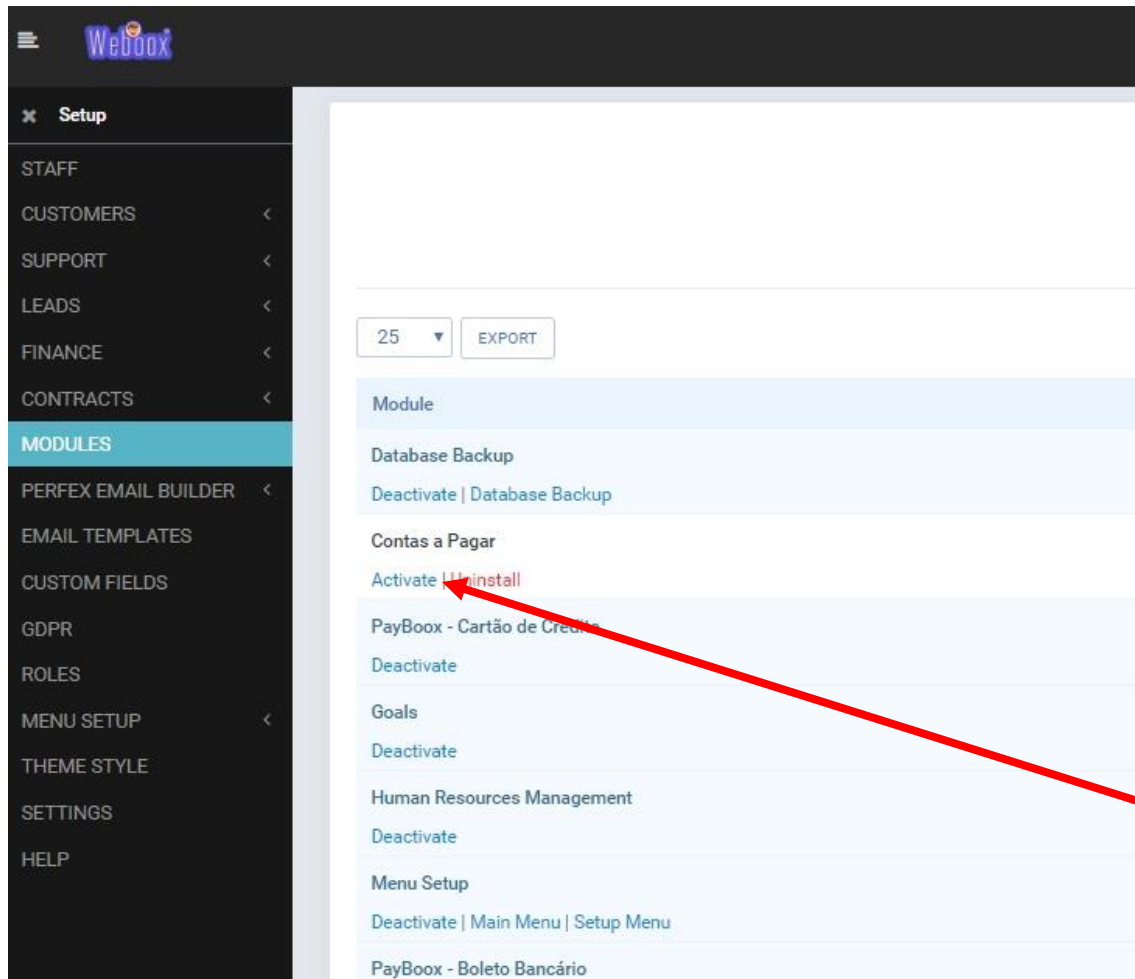 Weboox
Setup
STAFF
CUSTOMERS
SUPPORT
LEADS
FINANCE
CONTRACTS
MODULES
PERFEX EMAIL BUILDER
EMAIL TEMPLATES
CUSTOM FIELDS
GDPR
ROLES
MENU SETUP
THEME STYLE
SETTINGS
HELP
25
EXPORT
Module
Database Backup
Deactivate | Database Backup
Contas a Pagar
Activate | Uninstall
PayBoox - Cartão de Crédito
Deactivate
Goals
Deactivate
Human Resources Management
Deactivate
Menu Setup
Deactivate | Main Menu | Setup Menu
PayBoox - Boleto Bancário